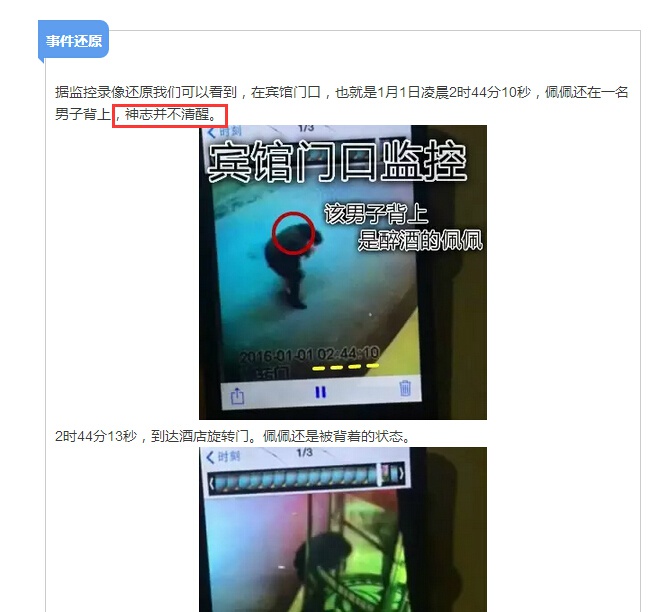 事件还原
据监控录像还原我们可以看到，在宾馆门口，也就是1月1日凌晨2时44分10秒，佩佩还在一名
男子背上，神志并不清醒。
时刻
1/3
宾馆门口监控
该男子背上
是醉酒的佩佩
2016-01-01 02:44:10
2时44分13秒，到达酒店旋转门。佩佩还是被背着的状态。
时刻
1/3